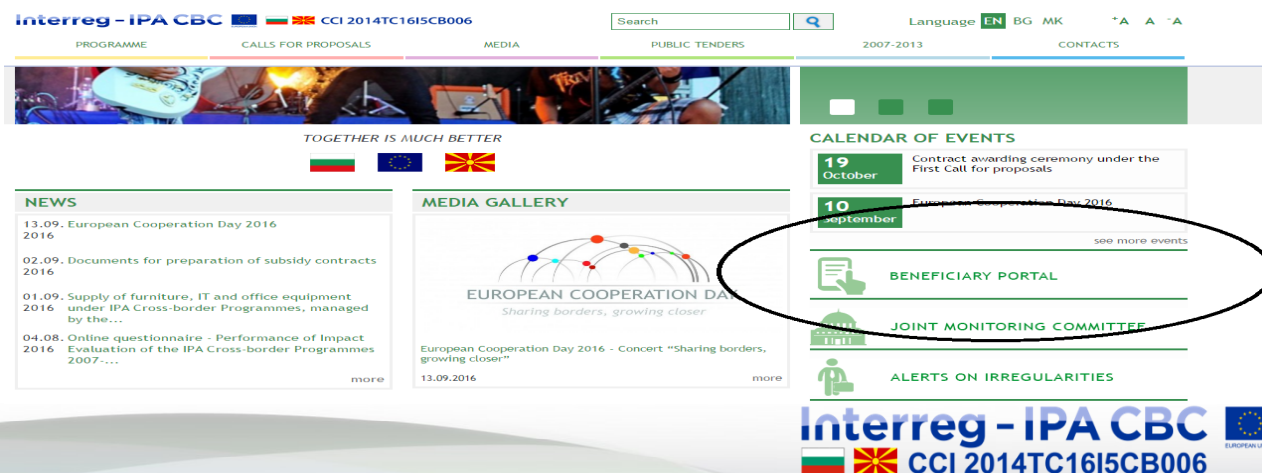 Interreg - IPA CBC CCI 2014TC16I5CB006
Search
Language EN BG MK +A A -A
PROGRAMME CALLS FOR PROPOSALS MEDIA PUBLIC TENDERS 2007-2013 CONTACTS
TOGETHER IS MUCH BETTER
NEWS
13.09. European Cooperation Day 2016
2016
02.09. Documents for preparation of subsidy contracts
2016
01.09. Supply of furniture, IT and office equipment
2016 under IPA Cross-border Programmes, managed
by the...
04.08. Online questionnaire - Performance of Impact
2016 Evaluation of the IPA Cross-border Programmes
2007-...
more
MEDIA GALLERY
EUROPEAN COOPERATION DAY
Sharing borders, growing closer
European Cooperation Day 2016 - Concert "Sharing borders,
growing closer"
13.09.2016 more
CALENDAR OF EVENTS
19 Contract awarding ceremony under the
October First Call for proposals
10 European Cooperation Day 2016
September
see more events
BENEFICIARY PORTAL
JOINT MONITORING COMMITTEE
ALERTS ON IRREGULARITIES
Interreg - IPA CBC
CCI 2014TC16I5CB006